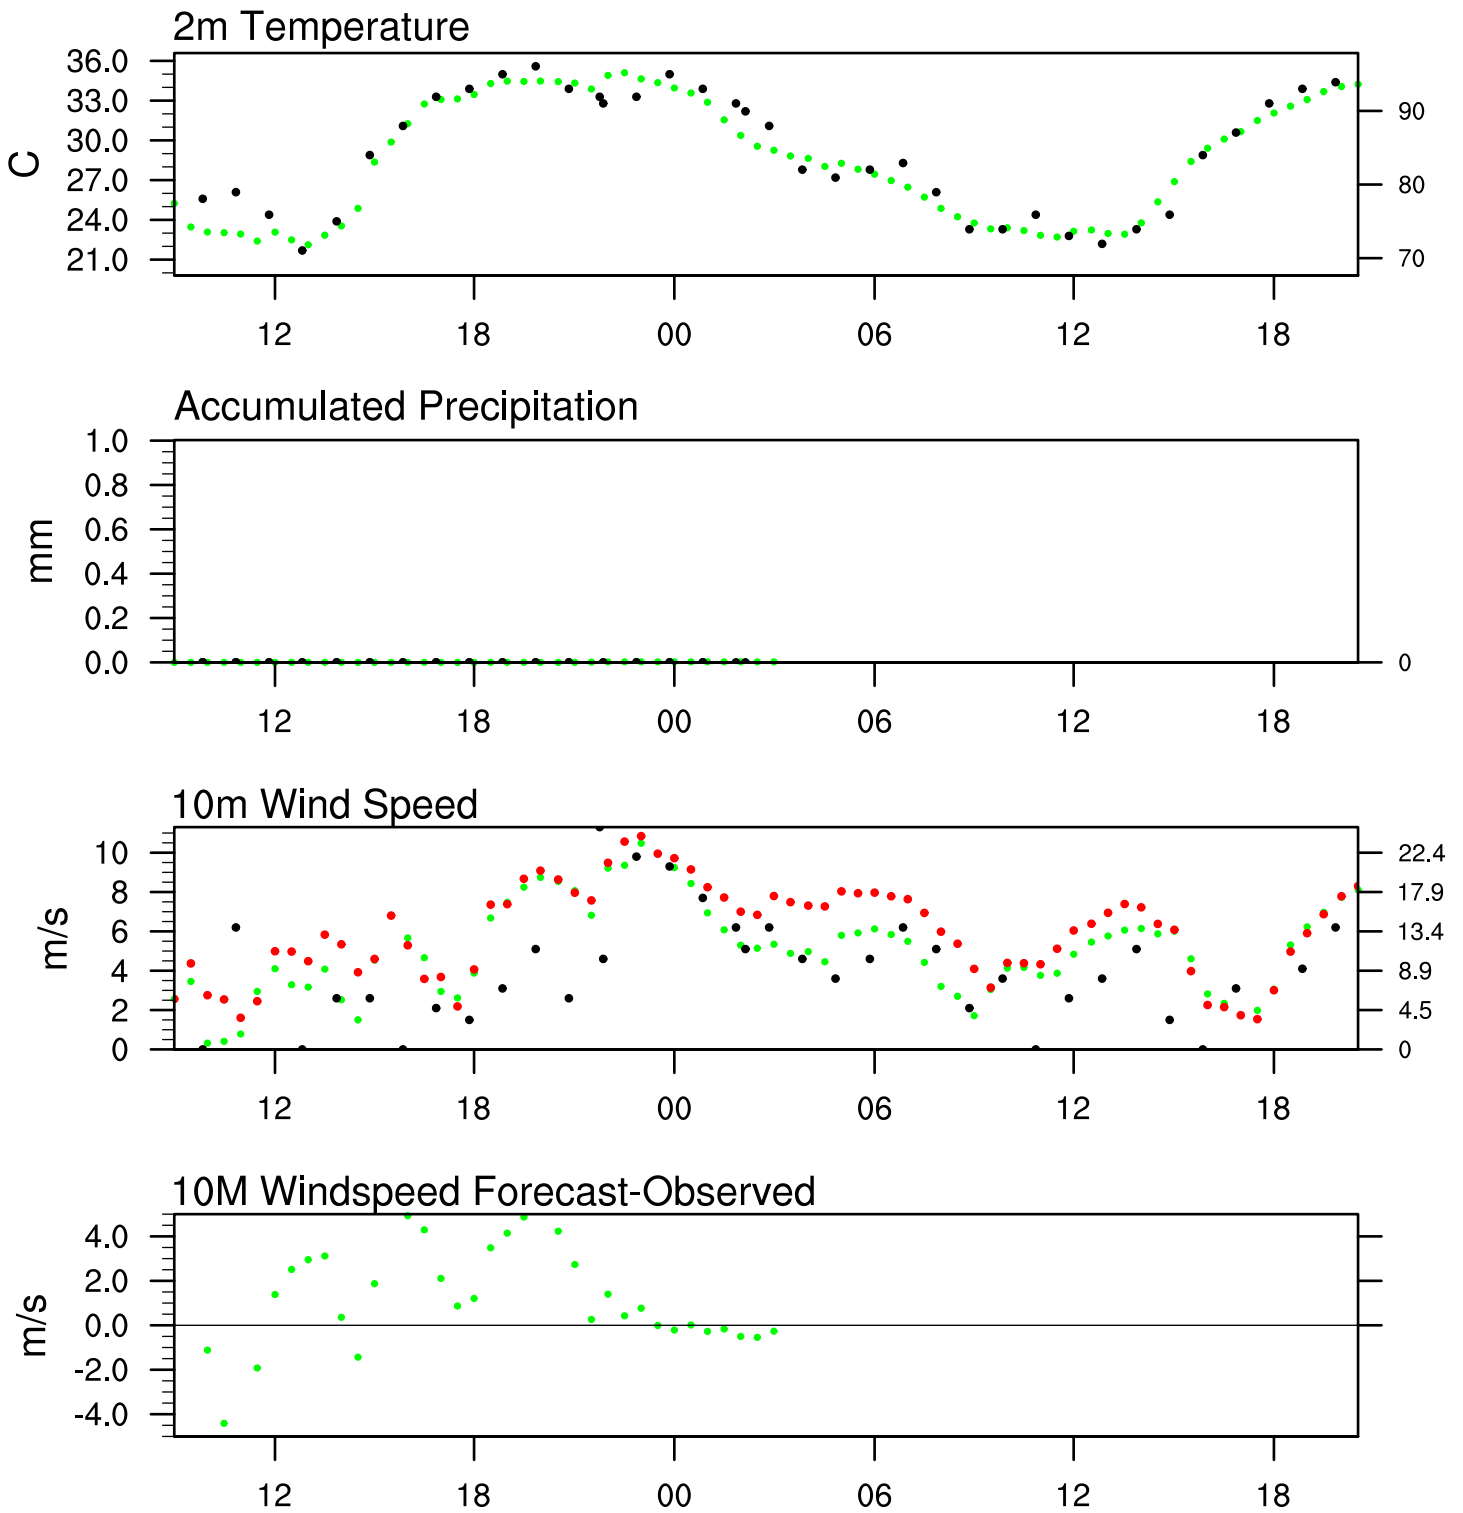 2m Temperature
36.0
33.0
30.0
27.0
24.0
21.0
C
90
80
70
12 18 00 06 12 18
Accumulated Precipitation
1.0
0.8
0.6
0.4
0.2
0.0
mm
0
12 18 00 06 12 18
10m Wind Speed
10
8
6
4
2
0
m/s
22.4
17.9
13.4
8.9
4.5
0
12 18 00 06 12 18
10M Windspeed Forecast-Observed
4.0
2.0
0.0
-2.0
-4.0
m/s
12 18 00 06 12 18